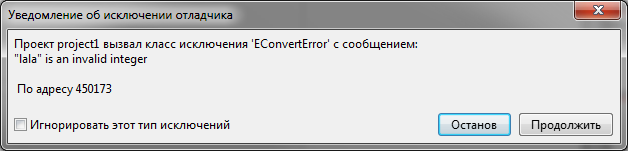 Уведомление об исключении отладчика
Проект project1 вызвал класс исключения 'EConvertError' с сообщением:
"lala" is an invalid integer
По адресу 450173
Игнорировать этот тип исключений
Останов
Продолжить